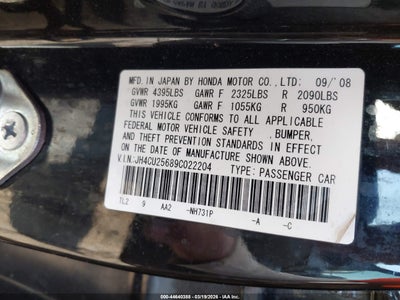 MFD. IN JAPAN BY HONDA MOTOR CO., LTD: 09/'08
GVWR 4395LBS GAWR F 2325LBS R 2090LBS
GVWR 1995KG GAWR F 1055KG R 950KG
THIS VEHICLE CONFORMS TO ALL APPLICABLE
FEDERAL MOTOR VEHICLE SAFETY , BUMPER,
AND THEFT PREVENTION STANDARDS IN EFFECT
ON THE DATE OF MANUFACTURE SHOWN ABOVE.
V.I.N.:JH4CU25689C022204 TYPE: PASSENGER CAR
TL2 9 AA2 -NH731P -A -C
000-44640388 - 03/19/2026 - IAA Inc.